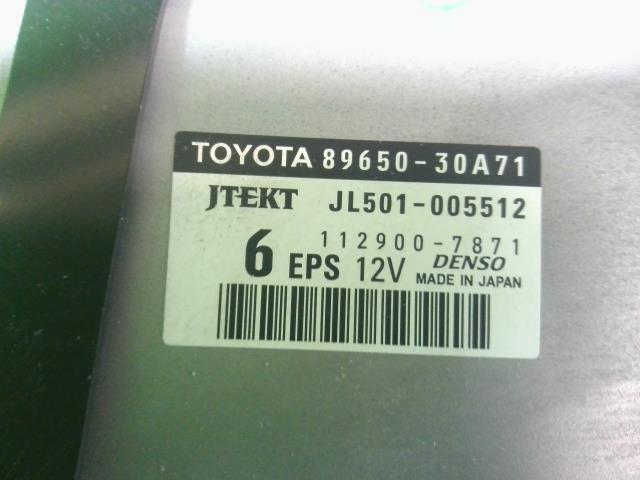 TOYOTA 89650-30A71
JTEKT JL501-005512
112900-7871
6 EPS 12V DENSO
MADE IN JAPAN